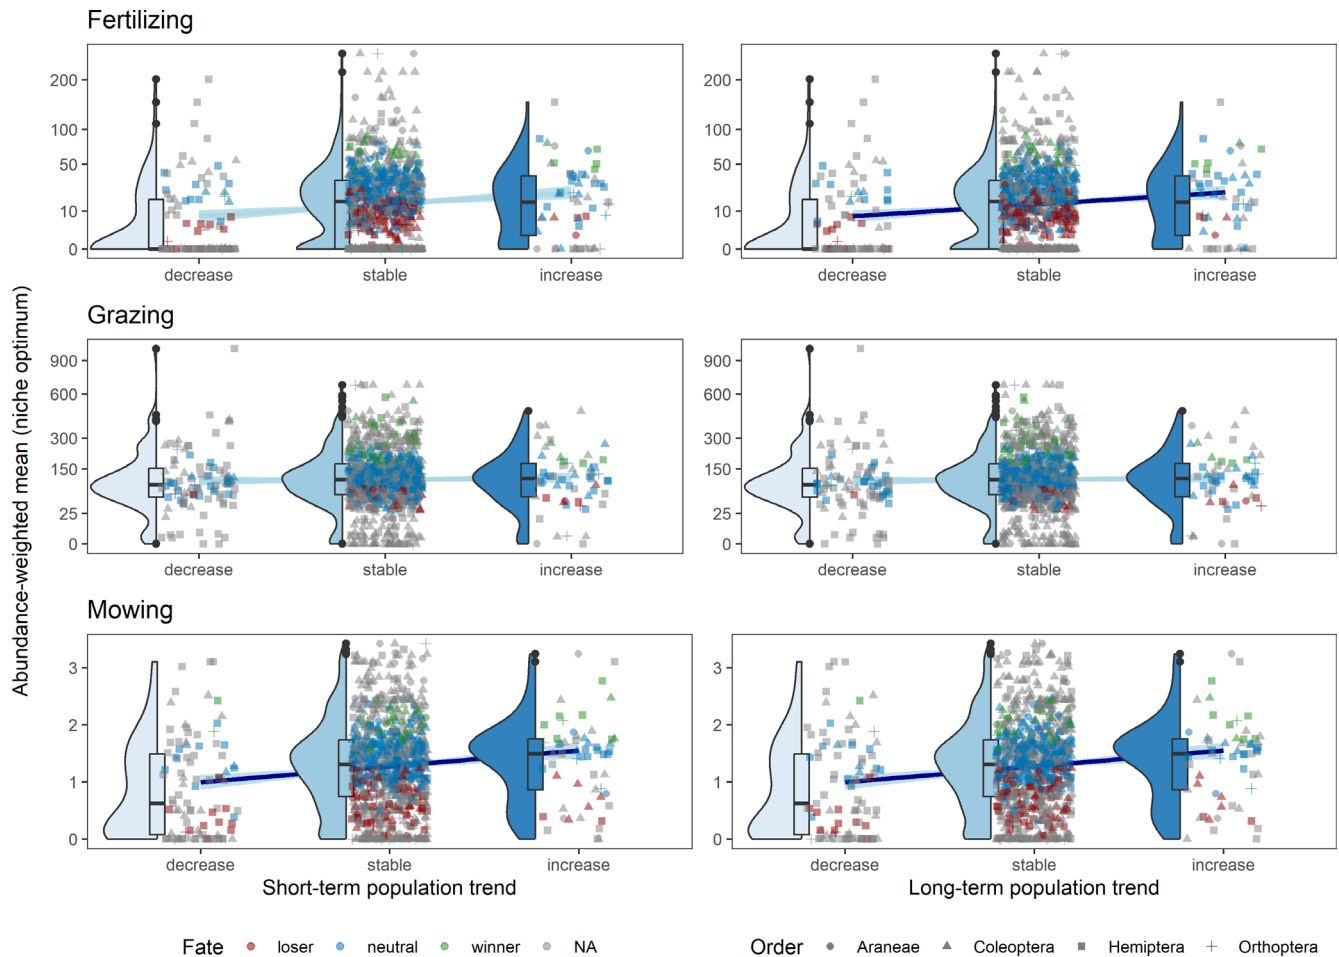 Fertilizing
200
100
50
10
0
decrease stable increase
200
100
50
10
0
decrease stable increase
Grazing
900
600
300
150
25
0
decrease stable increase
900
600
300
150
25
0
decrease stable increase
Mowing
3
2
1
0
decrease stable increase
Short-term population trend
3
2
1
0
decrease stable increase
Long-term population trend
Abundance-weighted mean (niche optimum)
Fate loser neutral winner NA
Order Araneae Coleoptera Hemiptera Orthoptera